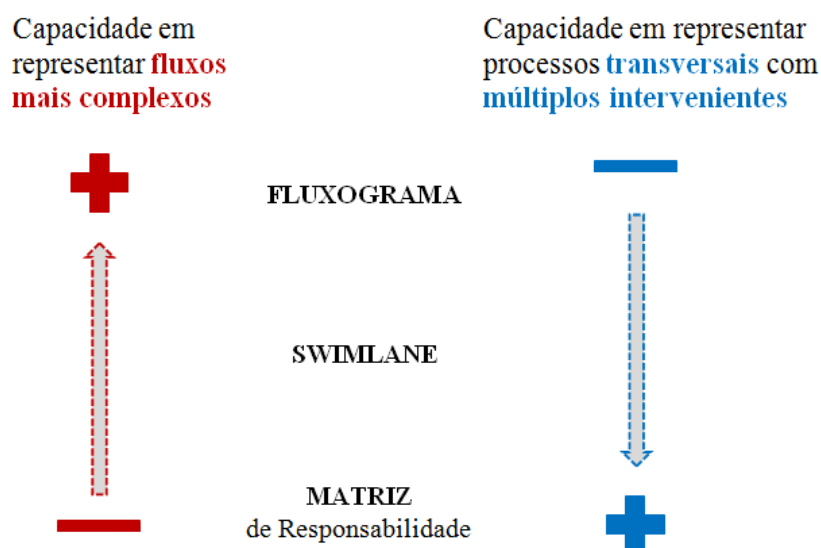 Capacidade em
representar fluxos
mais complexos
Capacidade em representar
processos transversais com
múltiplos intervenientes
FLUXOGRAMA
SWIMLANE
MATRIZ
de Responsabilidade